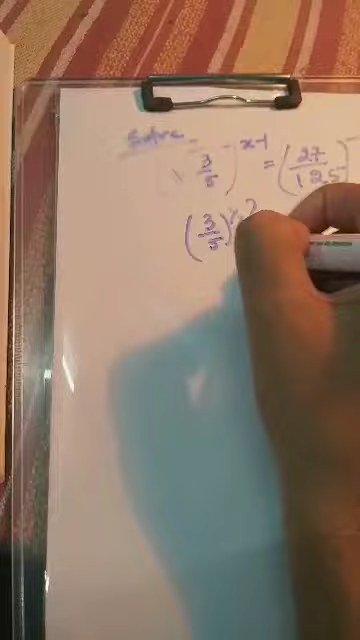 Solve
(3/5)^x-1 = (27/125)^-
(3/5)